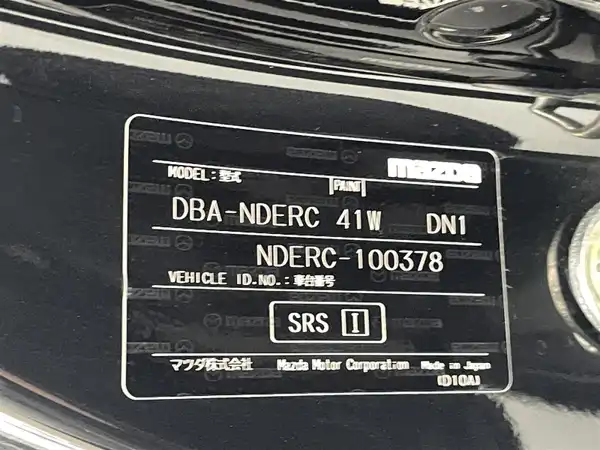 mazda
MODEL:型式
PAINT
DBA-NDERC 41W DN1
NDERC-100378
VEHICLE ID.NO.:車台番号
SRS I
マツダ株式会社 Mazda Motor Corporation Made in Japan
(D10A)